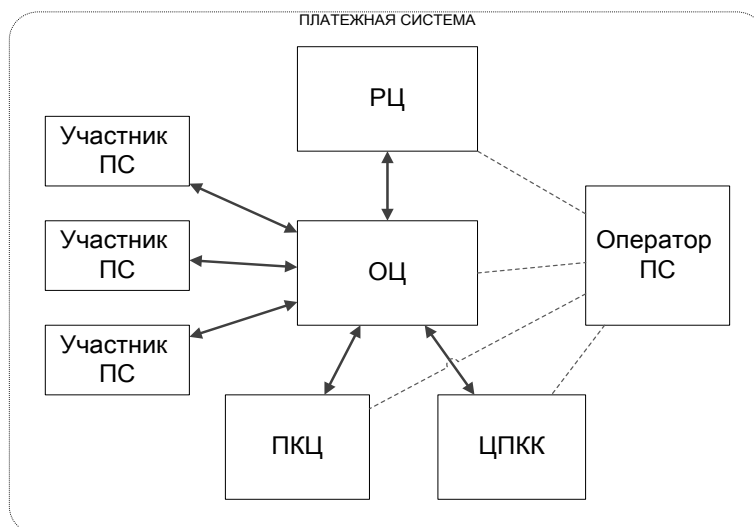 ПЛАТЕЖНАЯ СИСТЕМА
РЦ
Участник
ПС
Участник
ПС
ОЦ
Оператор
ПС
Участник
ПС
ПКЦ
ЦПКК